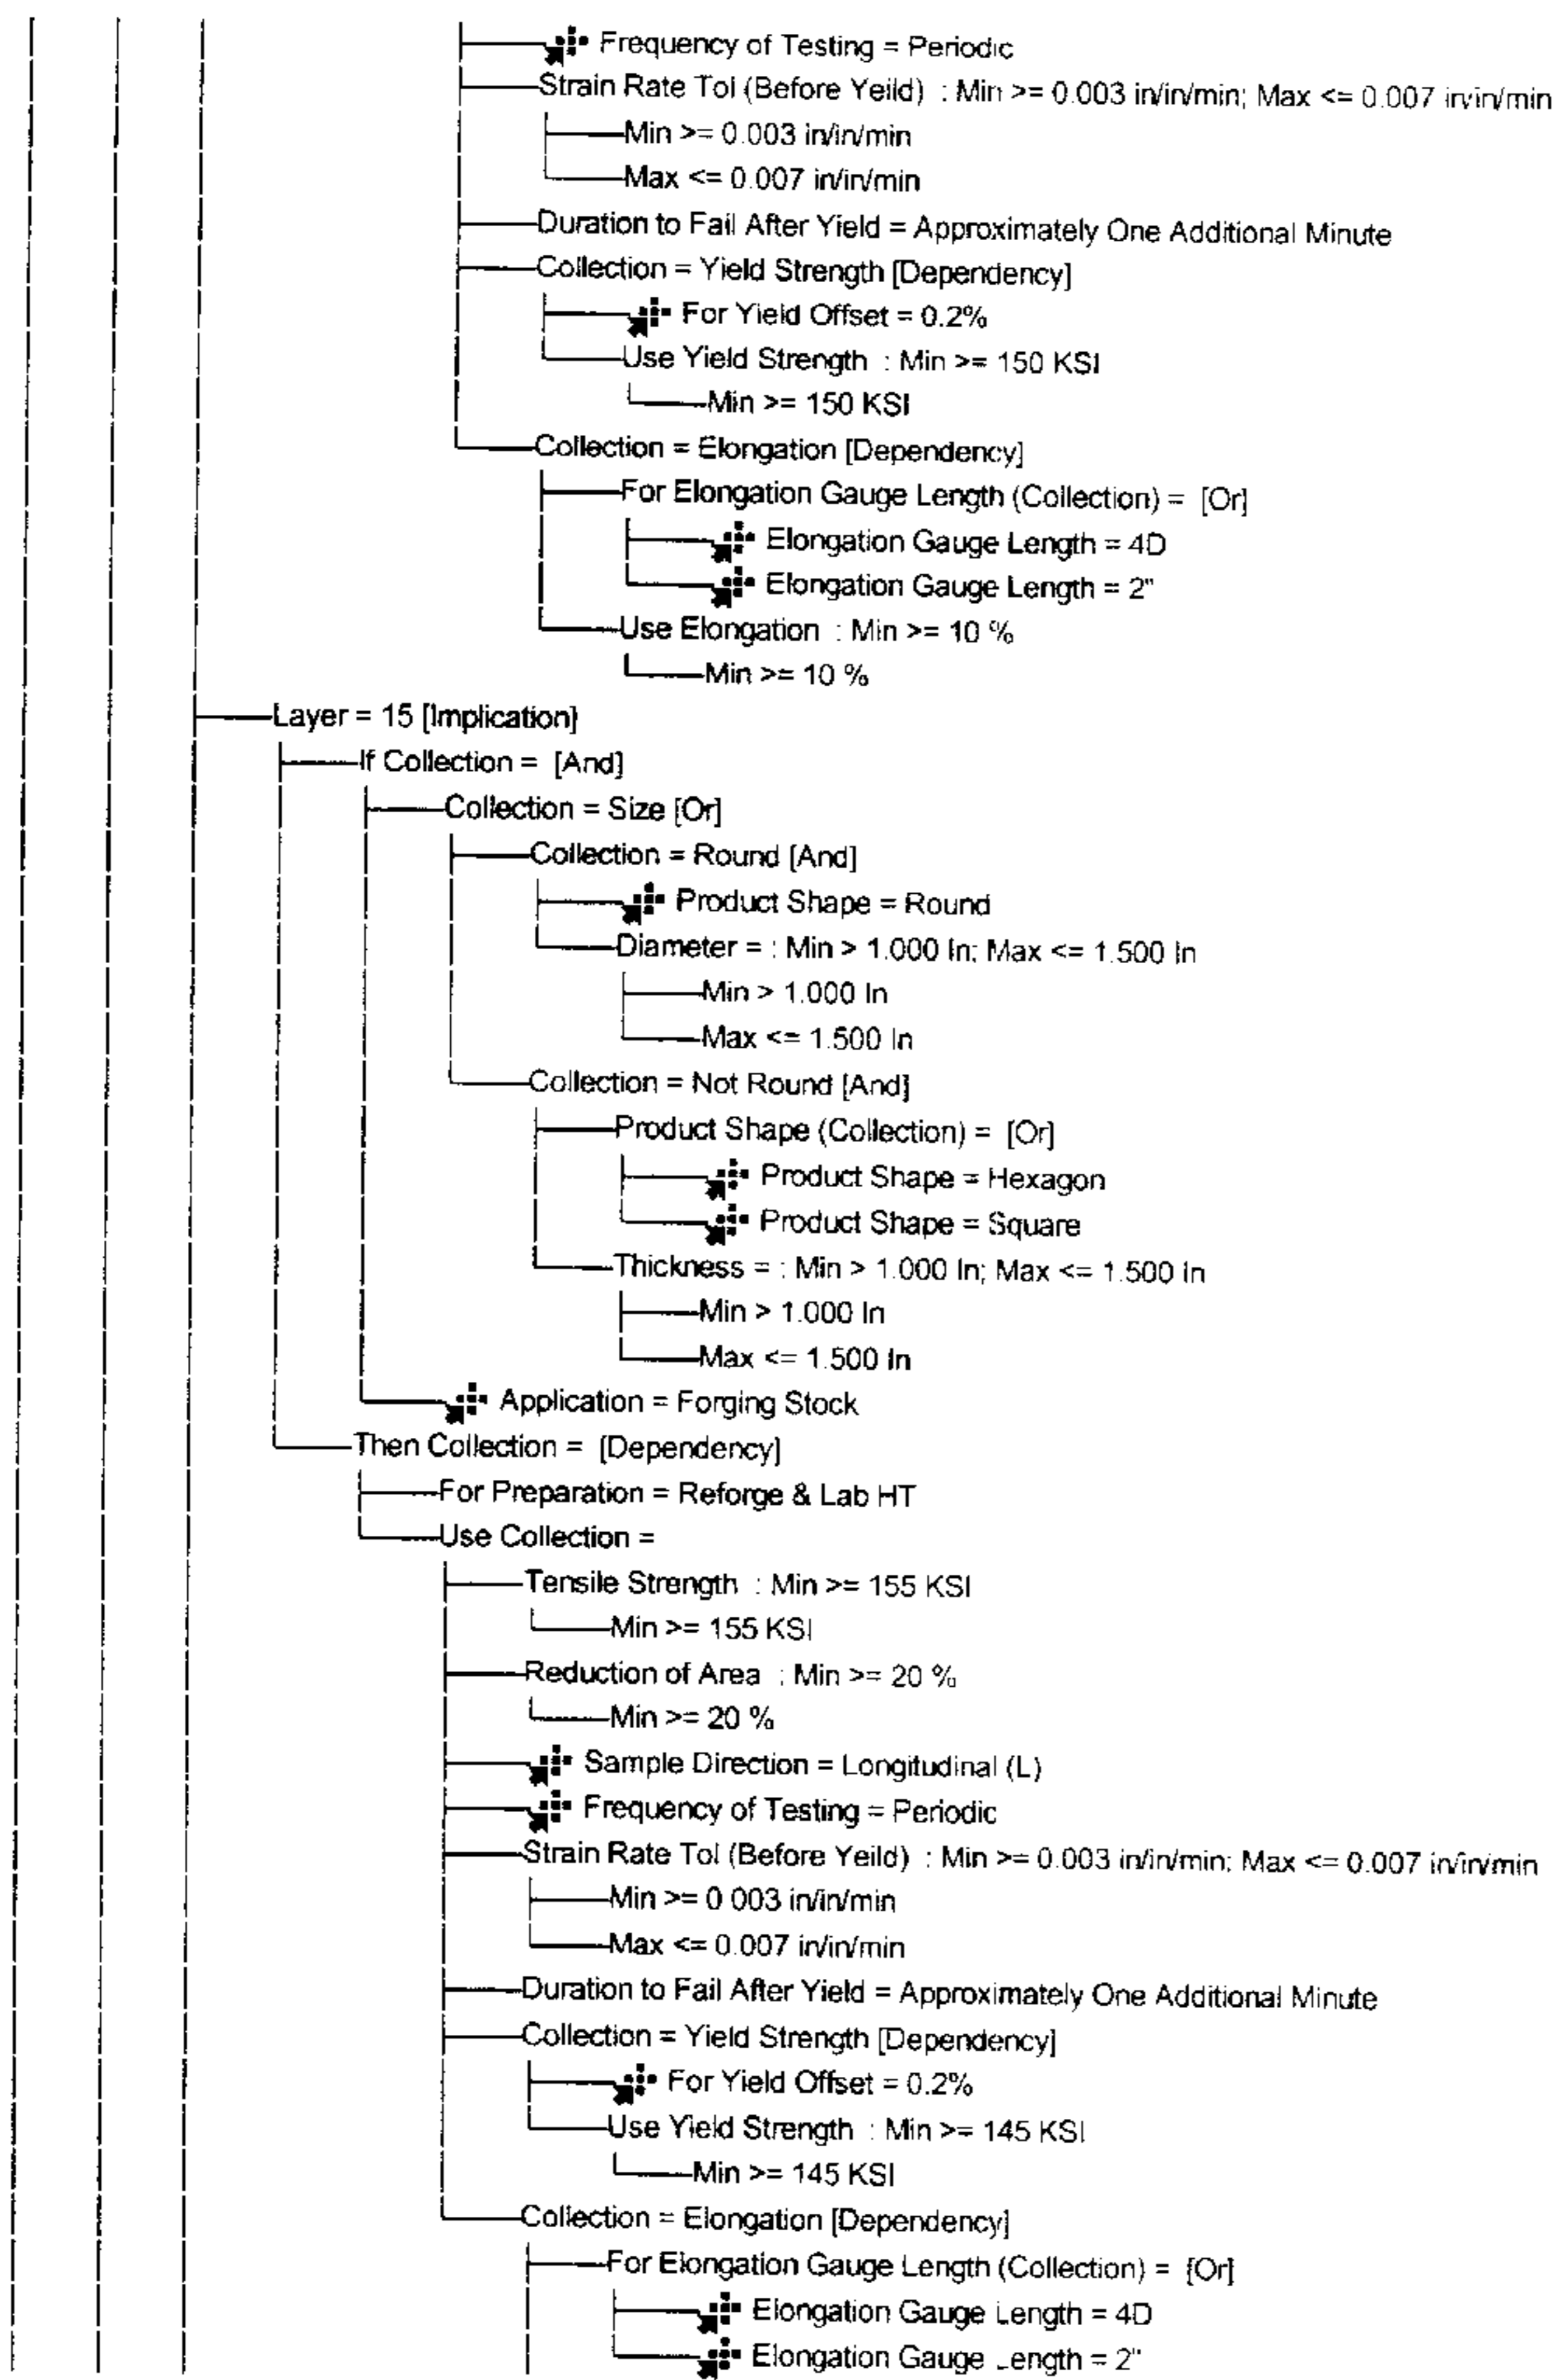 Frequency of Testing = Periodic
Strain Rate Tol (Before Yeild) : Min >= 0.003 in/in/min; Max <= 0.007 in/in/min
Min >= 0.003 in/in/min
Max <= 0.007 in/in/min
Duration to Fail After Yield = Approximately One Additional Minute
Collection = Yield Strength [Dependency]
For Yield Offset = 0.2%
Use Yield Strength : Min >= 150 KSI
Min >= 150 KSI
Collection = Elongation [Dependency]
For Elongation Gauge Length (Collection) = [Or]
Elongation Gauge Length = 4D
Elongation Gauge Length = 2"
Use Elongation : Min >= 10 %
Min >= 10 %
Layer = 15 [Implication]
If Collection = [And]
Collection = Size [Or]
Collection = Round [And]
Product Shape = Round
Diameter = : Min > 1.000 In; Max <= 1.500 In
Min > 1.000 In
Max <= 1.500 In
Collection = Not Round [And]
Product Shape (Collection) = [Or]
Product Shape = Hexagon
Product Shape = Square
Thickness = : Min > 1.000 In; Max <= 1.500 In
Min > 1.000 In
Max <= 1.500 In
Application = Forging Stock
Then Collection = [Dependency]
For Preparation = Reforge & Lab HT
Use Collection =
Tensile Strength : Min >= 155 KSI
Min >= 155 KSI
Reduction of Area : Min >= 20 %
Min >= 20 %
Sample Direction = Longitudinal (L)
Frequency of Testing = Periodic
Strain Rate Tol (Before Yeild) : Min >= 0.003 in/in/min; Max <= 0.007 in/in/min
Min >= 0.003 in/in/min
Max <= 0.007 in/in/min
Duration to Fail After Yield = Approximately One Additional Minute
Collection = Yield Strength [Dependency]
For Yield Offset = 0.2%
Use Yield Strength : Min >= 145 KSI
Min >= 145 KSI
Collection = Elongation [Dependency]
For Elongation Gauge Length (Collection) = [Or]
Elongation Gauge Length = 4D
Elongation Gauge Length = 2"